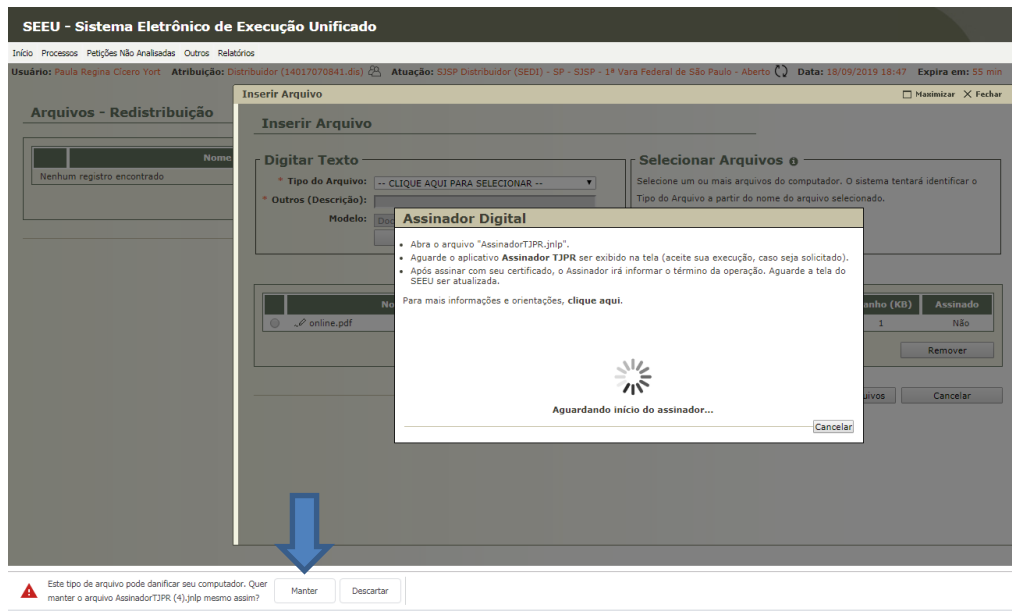 SEEU - Sistema Eletrônico de Execução Unificado
Início Processos Petições Não Analisadas Outros Relatórios
Usuário: Paula Regina Cícero Yort Atribuição: Distribuidor (14017070841.dis) Atuação: SJSP Distribuidor (SEDI) - SP - SJSP - 1ª Vara Federal de São Paulo - Aberto Data: 18/09/2019 18:47 Expira em: 55 min
Inserir Arquivo Maximizar Fechar
Arquivos - Redistribuição
Inserir Arquivo
Nome
Nenhum registro encontrado
Digitar Texto
* Tipo do Arquivo: -- CLIQUE AQUI PARA SELECIONAR --
* Outros (Descrição):
Modelo: Doc
Selecionar Arquivos
Selecione um ou mais arquivos do computador. O sistema tentará identificar o
Tipo do Arquivo a partir do nome do arquivo selecionado.
Assinador Digital
• Abra o arquivo "AssinadorTJPR.jnlp".
• Aguarde o aplicativo Assinador TJPR ser exibido na tela (aceite sua execução, caso seja solicitado).
• Após assinar com seu certificado, o Assinador irá informar o término da operação. Aguarde a tela do
SEEU ser atualizada.
Para mais informações e orientações, clique aqui.
Aguardando início do assinador...
Cancelar
No anho (KB) Assinado
online.pdf 1 Não
Remover
uivos Cancelar
Este tipo de arquivo pode danificar seu computador. Quer
manter o arquivo AssinadorTJPR (4).jnlp mesmo assim?
Manter Descartar